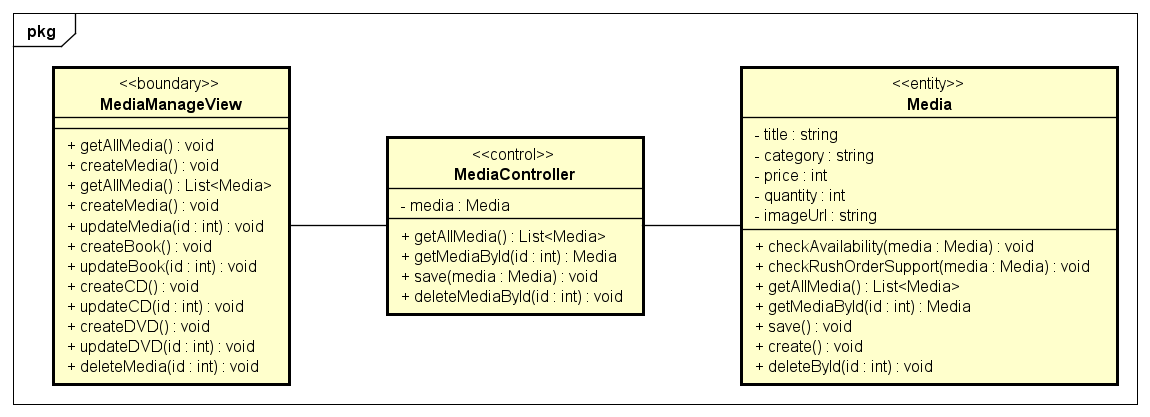 pkg
<<boundary>>
MediaManageView
+ getAllMedia() : void
+ createMedia() : void
+ getAllMedia() : List<Media>
+ createMedia() : void
+ updateMedia(id : int) : void
+ createBook() : void
+ updateBook(id : int) : void
+ createCD() : void
+ updateCD(id : int) : void
+ createDVD() : void
+ updateDVD(id : int) : void
+ deleteMedia(id : int) : void
<<control>>
MediaController
- media : Media
+ getAllMedia() : List<Media>
+ getMediaById(id : int) : Media
+ save(media : Media) : void
+ deleteMediaById(id : int) : void
<<entity>>
Media
- title : string
- category : string
- price : int
- quantity : int
- imageUrl : string
+ checkAvailability(media : Media) : void
+ checkRushOrderSupport(media : Media) : void
+ getAllMedia() : List<Media>
+ getMediaById(id : int) : Media
+ save() : void
+ create() : void
+ deleteById(id : int) : void